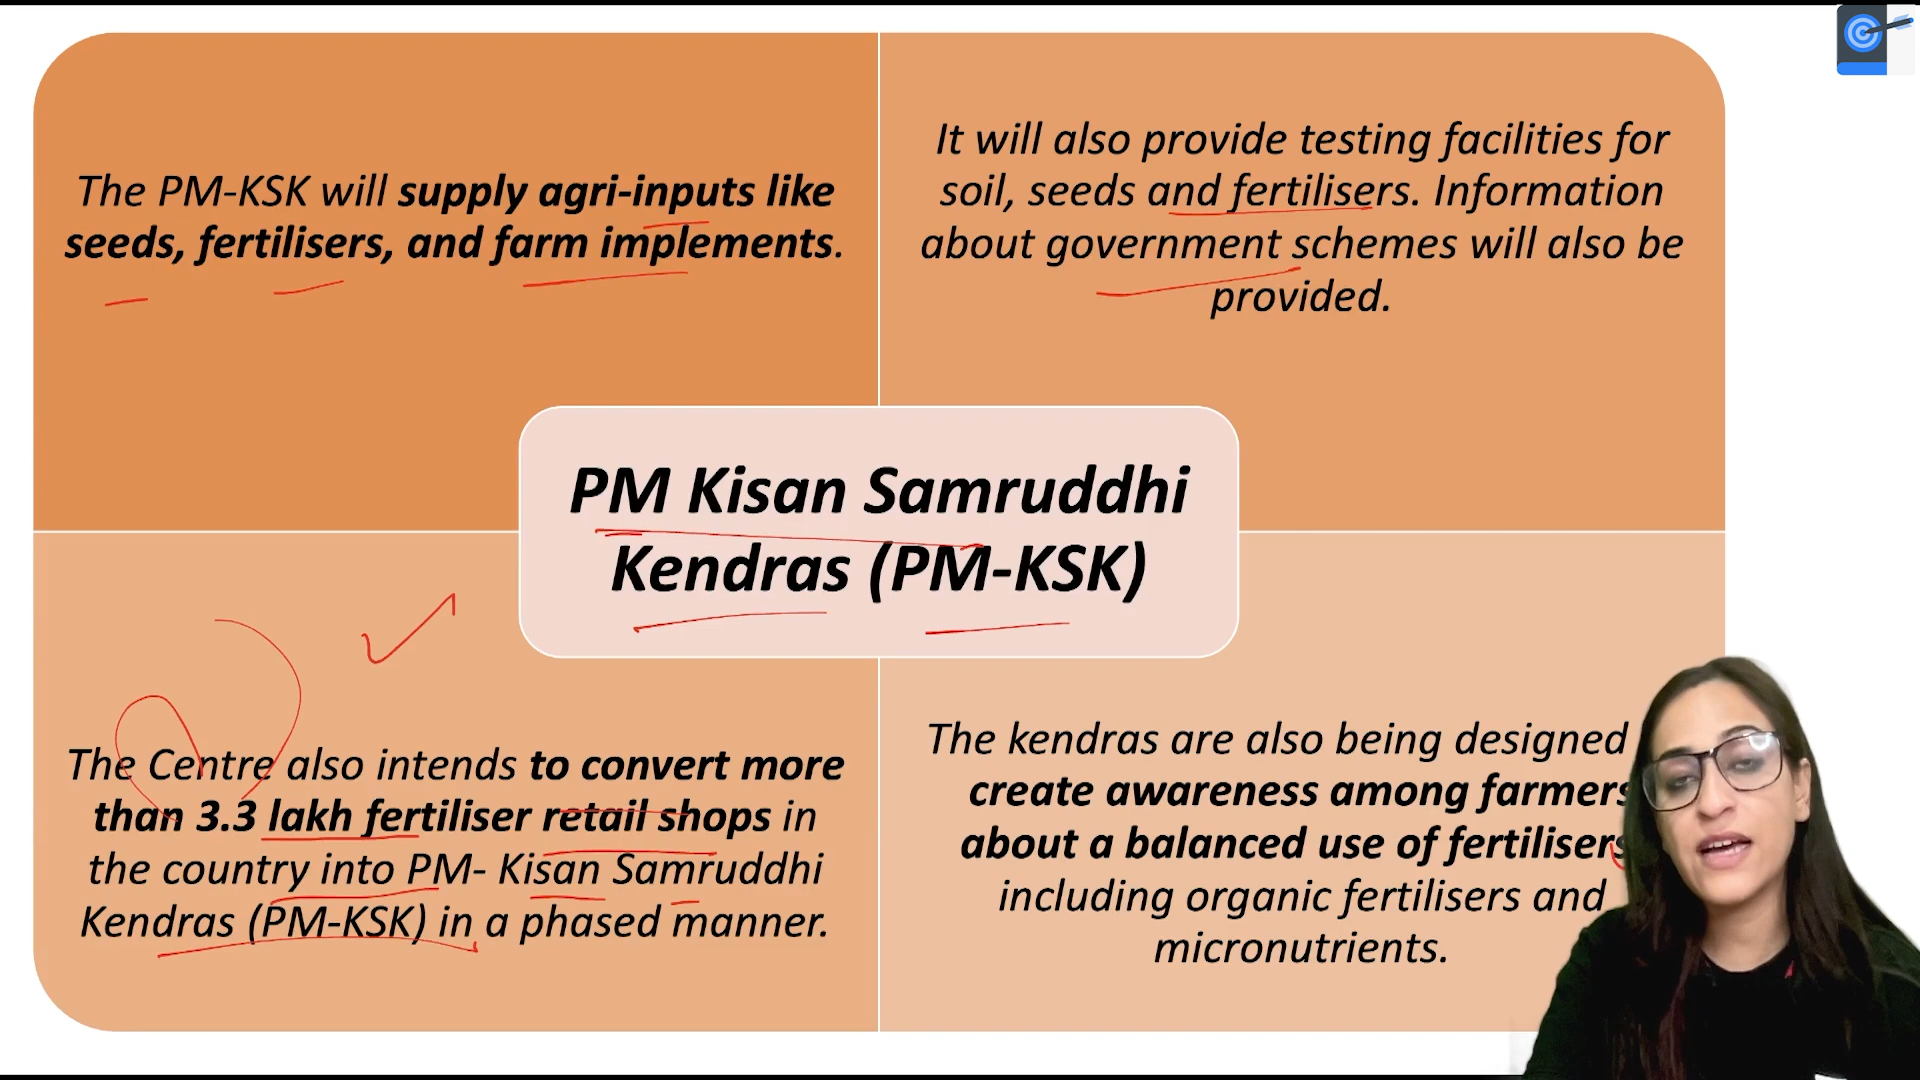 The PM-KSK will supply agri-inputs like
seeds, fertilisers, and farm implements.
It will also provide testing facilities for
soil, seeds and fertilisers. Information
about government schemes will also be
provided.
PM Kisan Samruddhi
Kendras (PM-KSK)
The Centre also intends to convert more
than 3.3 lakh fertiliser retail shops in
the country into PM- Kisan Samruddhi
Kendras (PM-KSK) in a phased manner.
The kendras are also being designed
create awareness among farmers
about a balanced use of fertilisers
including organic fertilisers and
micronutrients.